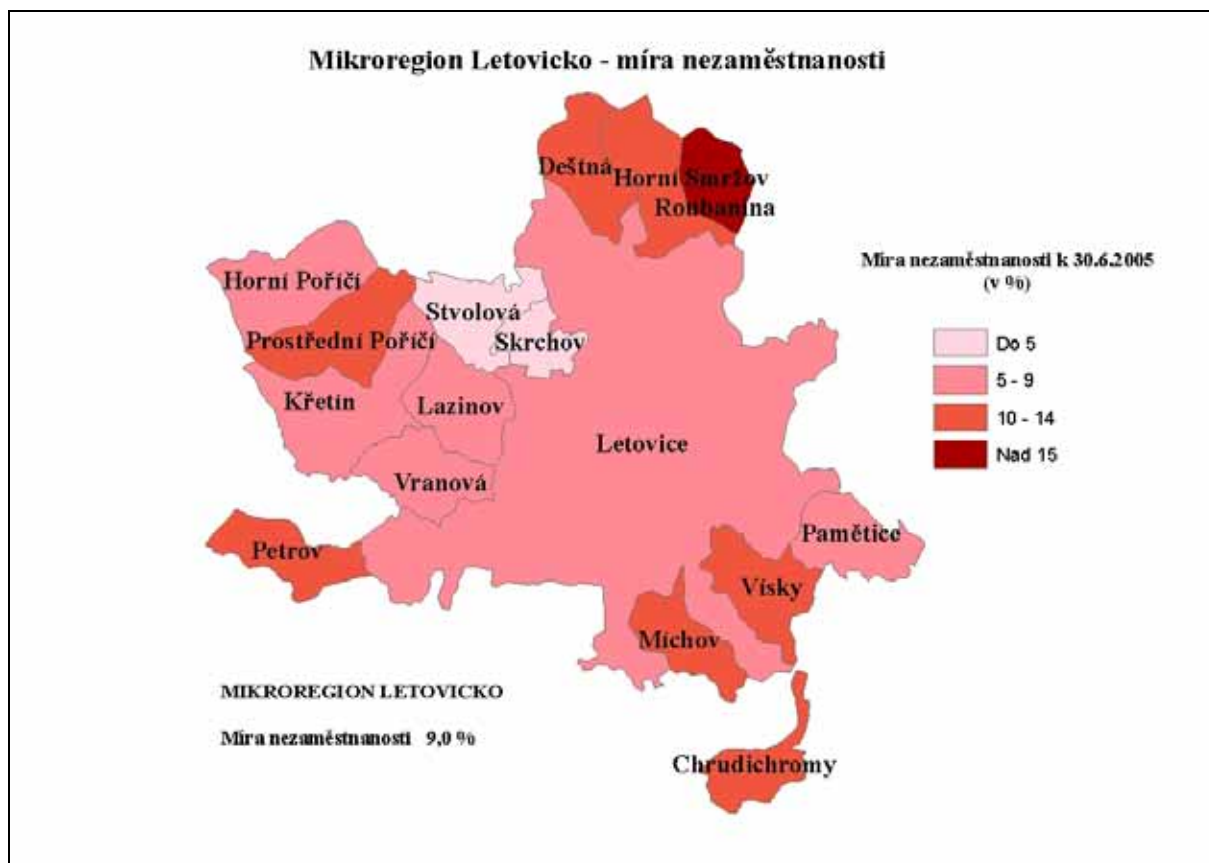 Mikroregion Letovicko - míra nezaměstnanosti
Deštná
Horní Smržov
Roubanina
Míra nezaměstnanosti k 30.6.2005
(v %)
Horní Poříčí
Stvolová
Prostřední Poříčí
Skrchov
Do 5
5 - 9
10 - 14
Nad 15
Křetín
Lazinov
Letovice
Vranová
Pamětice
Petrov
Vísky
Míchov
MIKROREGION LETOVICKO
Míra nezaměstnanosti 9,0 %
Chrudichromy